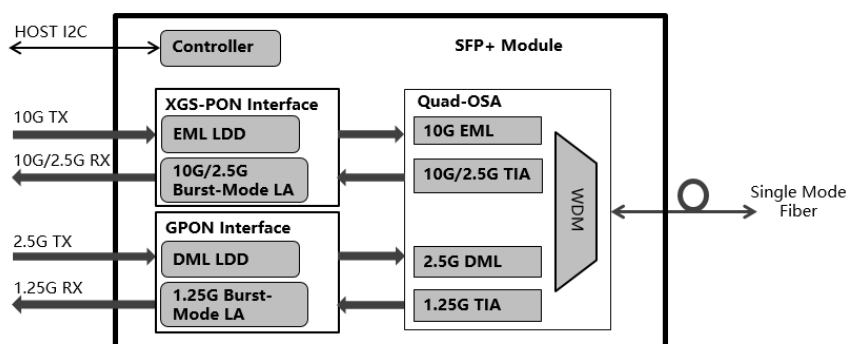 HOST I2C
Controller
SFP+ Module
XGS-PON Interface
Quad-OSA
10G TX
EML LDD
10G EML
10G/2.5G RX
10G/2.5G
Burst-Mode LA
10G/2.5G TIA
WDM
Single Mode
Fiber
GPON Interface
2.5G TX
DML LDD
2.5G DML
1.25G RX
1.25G Burst-
Mode LA
1.25G TIA